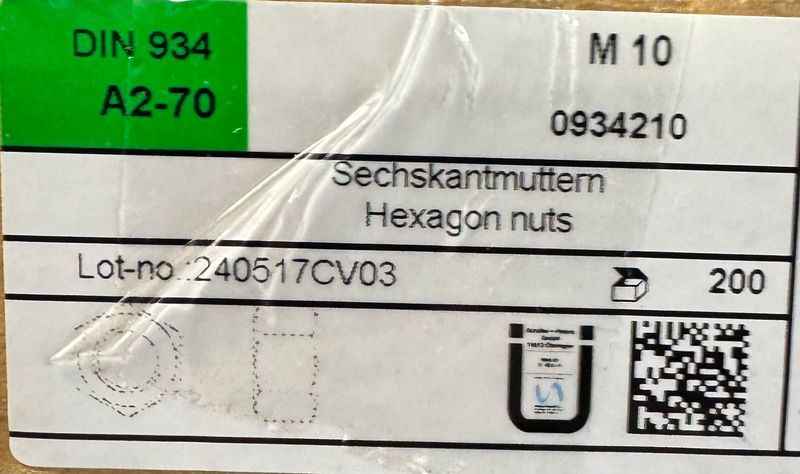 DIN 934
A2-70
M 10
0934210
Sechskantmuttern
Hexagon nuts
Lot-no.:240517CV03
200